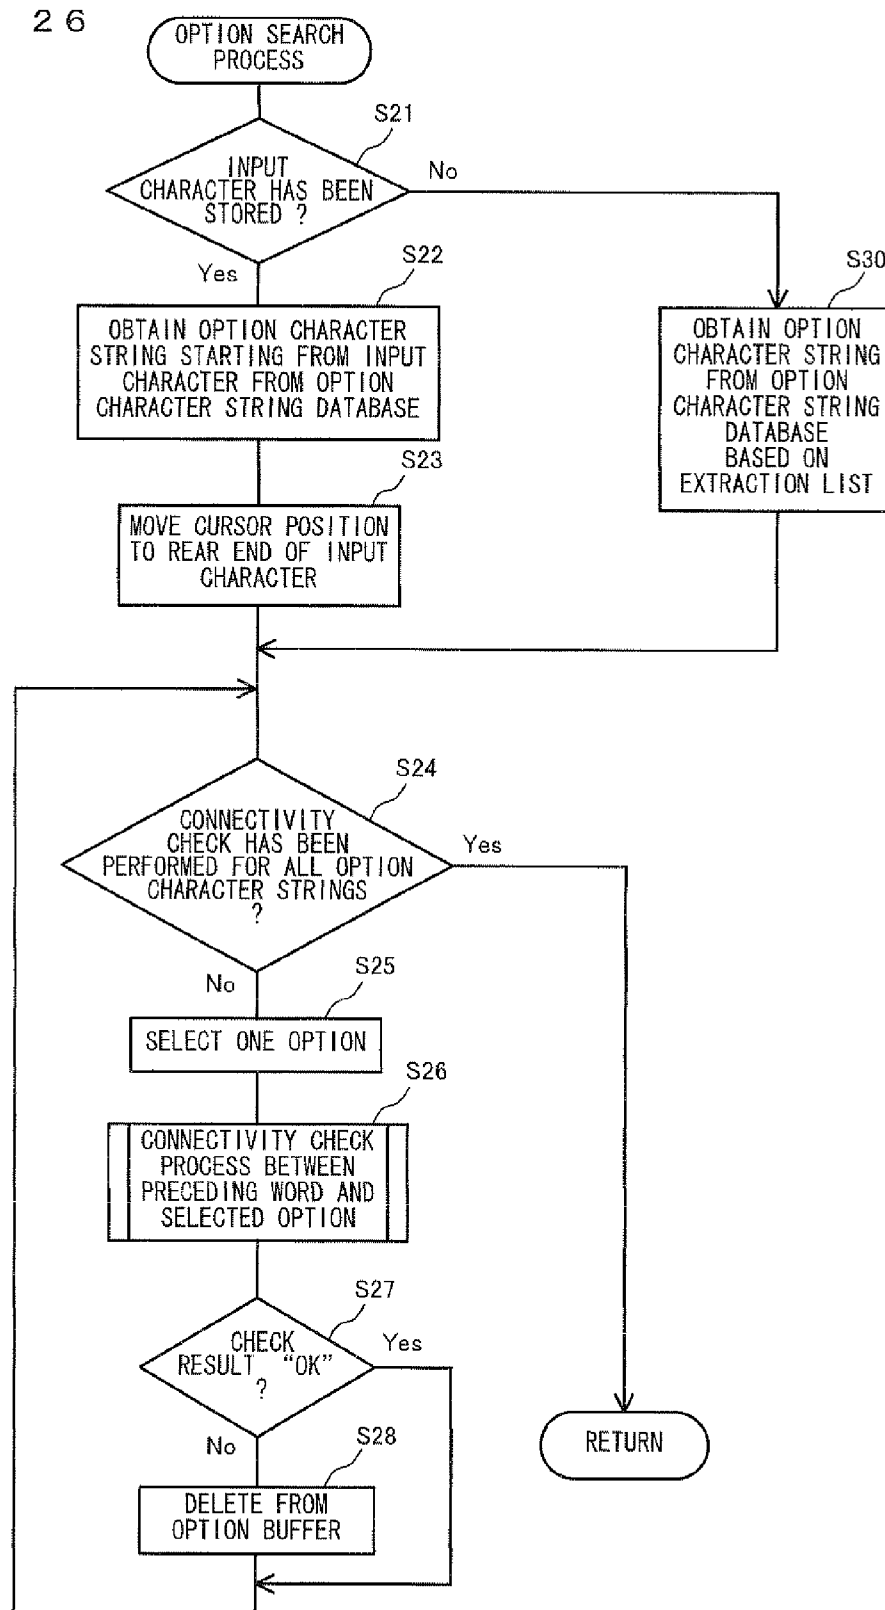 2 6
OPTION SEARCH
PROCESS
S21
INPUT
CHARACTER HAS BEEN
STORED ?
No
Yes
S22
OBTAIN OPTION CHARACTER
STRING STARTING FROM INPUT
CHARACTER FROM OPTION
CHARACTER STRING DATABASE
S30
OBTAIN OPTION
CHARACTER STRING
FROM OPTION
CHARACTER STRING
DATABASE
BASED ON
EXTRACTION LIST
S23
MOVE CURSOR POSITION
TO REAR END OF INPUT
CHARACTER
S24
CONNECTIVITY
CHECK HAS BEEN
PERFORMED FOR ALL OPTION
CHARACTER STRINGS
?
Yes
No
S25
SELECT ONE OPTION
S26
CONNECTIVITY CHECK
PROCESS BETWEEN
PRECEDING WORD AND
SELECTED OPTION
S27
CHECK
RESULT “OK”
?
Yes
No
S28
DELETE FROM
OPTION BUFFER
RETURN